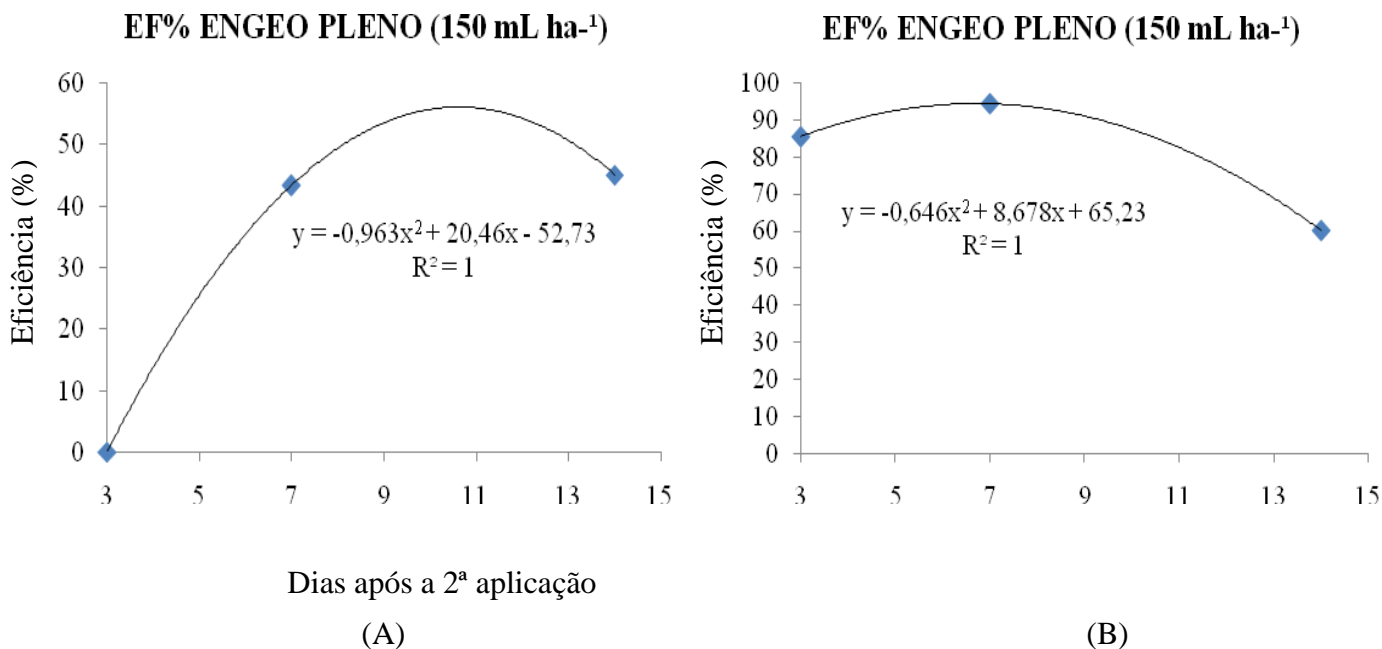 EF% ENGEO PLENO (150 mL ha-¹)
Eficiência (%)
60
50
40
30
20
10
0
y = -0,963x² + 20,46x - 52,73
R² = 1
3 5 7 9 11 13 15
Dias após a 2ª aplicação
(A)
EF% ENGEO PLENO (150 mL ha-¹)
Eficiência (%)
100
90
80
70
60
50
40
30
20
10
0
y = -0,646x² + 8,678x + 65,23
R² = 1
3 5 7 9 11 13 15
(B)